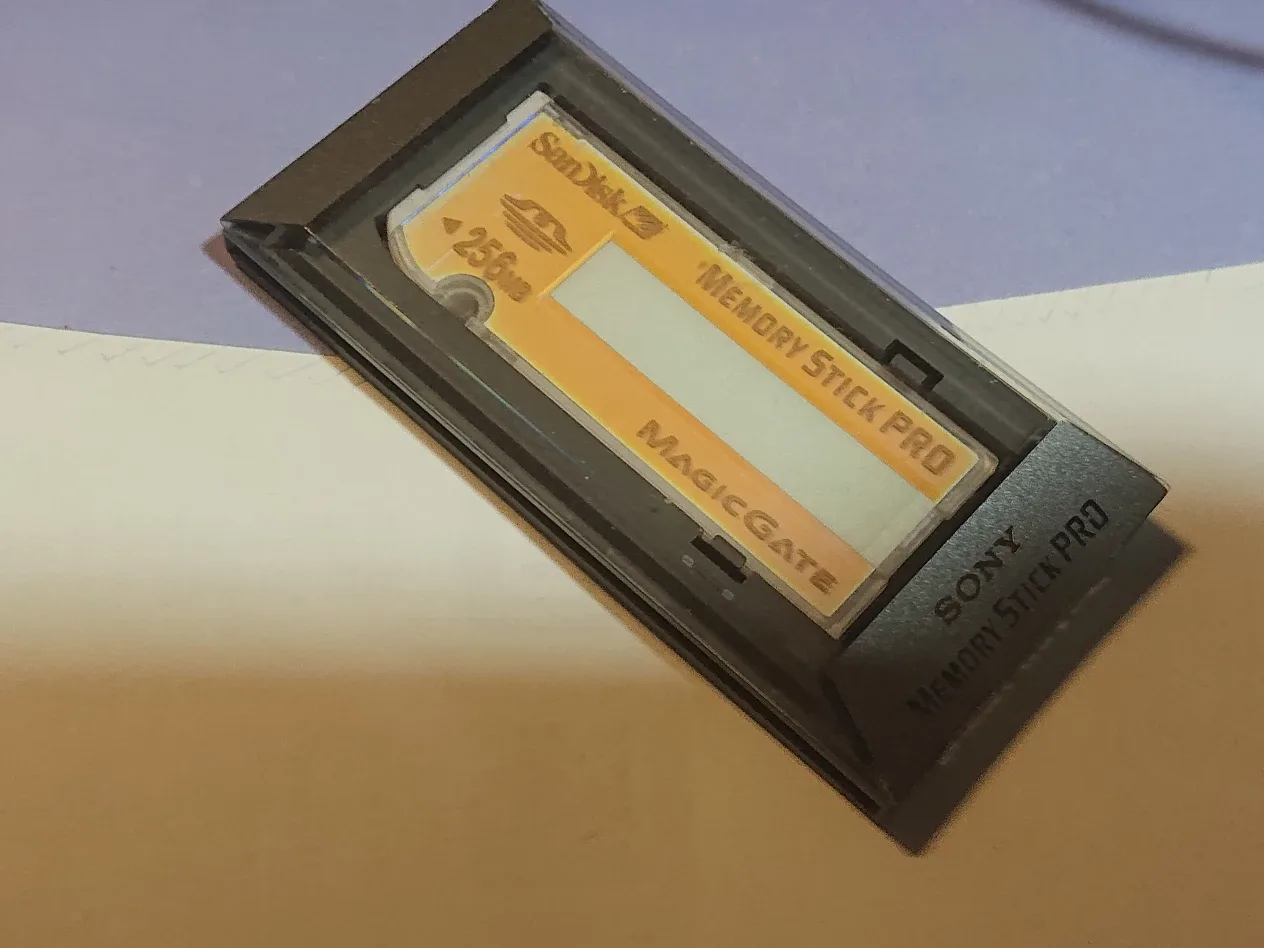 SanDisk
256MB
MEMORY STICK PRO
MAGICGATE
SONY
MEMORY STICK PRO